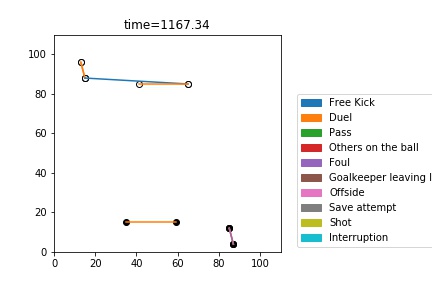 time=1167.34
100
80
60
40
20
0
0 20 40 60 80 100
Free Kick
Duel
Pass
Others on the ball
Foul
Goalkeeper leaving l
Offside
Save attempt
Shot
Interruption